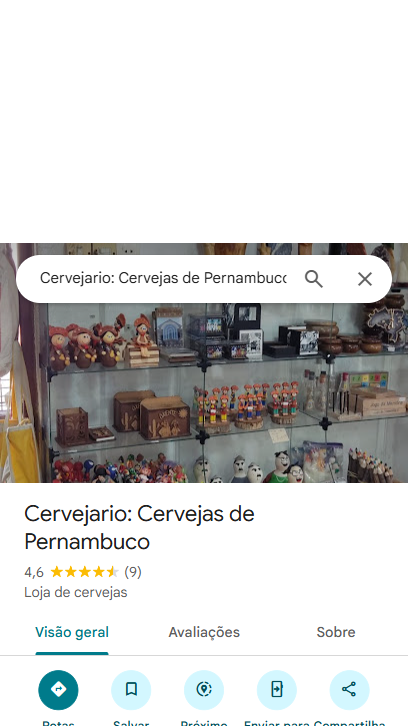 Cervejario: Cervejas de Pernambuco
Cervejario: Cervejas de
Pernambuco
4,6 (9)
Loja de cervejas
Visão geral Avaliações Sobre
Rotas Salvar Próximo Enviar para Compartilha